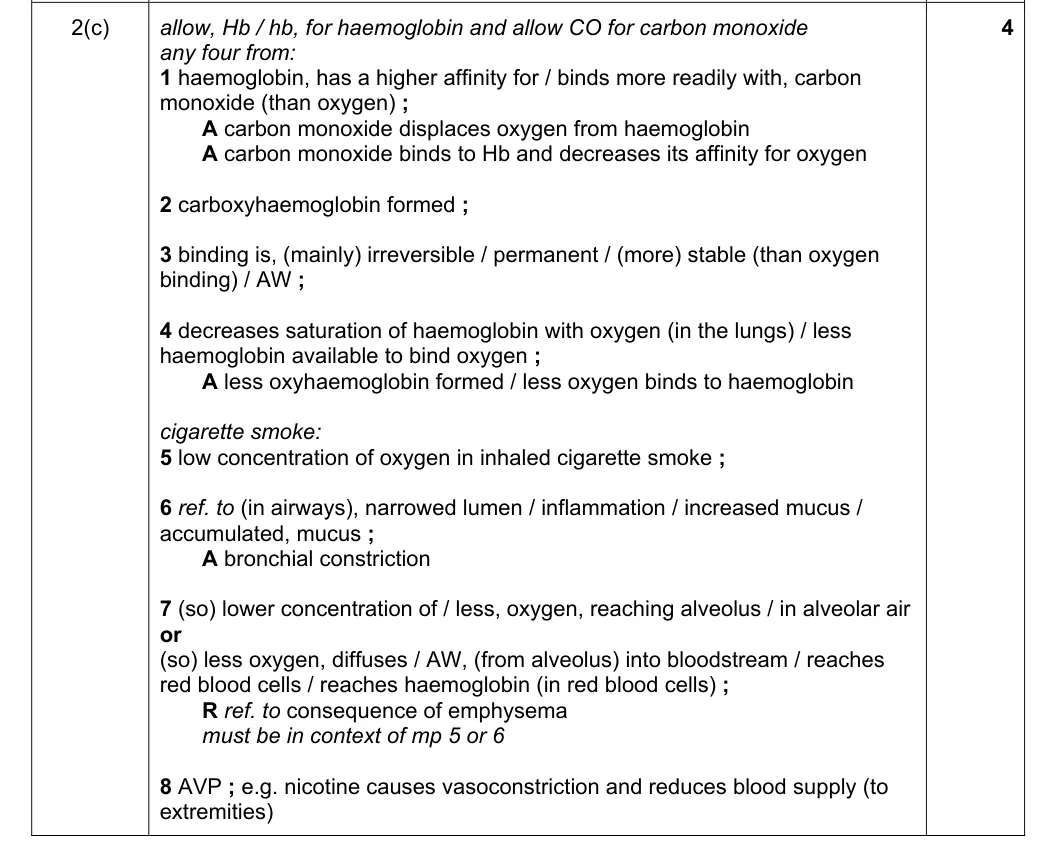 2(c)
allow, Hb / hb, for haemoglobin and allow CO for carbon monoxide
4
any four from:
1 haemoglobin, has a higher affinity for / binds more readily with, carbon
monoxide (than oxygen) ;
A carbon monoxide displaces oxygen from haemoglobin
A carbon monoxide binds to Hb and decreases its affinity for oxygen
2 carboxyhaemoglobin formed ;
3 binding is, (mainly) irreversible / permanent / (more) stable (than oxygen
binding) / AW ;
4 decreases saturation of haemoglobin with oxygen (in the lungs) / less
haemoglobin available to bind oxygen ;
A less oxyhaemoglobin formed / less oxygen binds to haemoglobin
cigarette smoke:
5 low concentration of oxygen in inhaled cigarette smoke ;
6 ref. to (in airways), narrowed lumen / inflammation / increased mucus /
accumulated, mucus ;
A bronchial constriction
7 (so) lower concentration of / less, oxygen, reaching alveolus / in alveolar air
or
(so) less oxygen, diffuses / AW, (from alveolus) into bloodstream / reaches
red blood cells / reaches haemoglobin (in red blood cells) ;
R ref. to consequence of emphysema
must be in context of mp 5 or 6
8 AVP ; e.g. nicotine causes vasoconstriction and reduces blood supply (to
extremities)